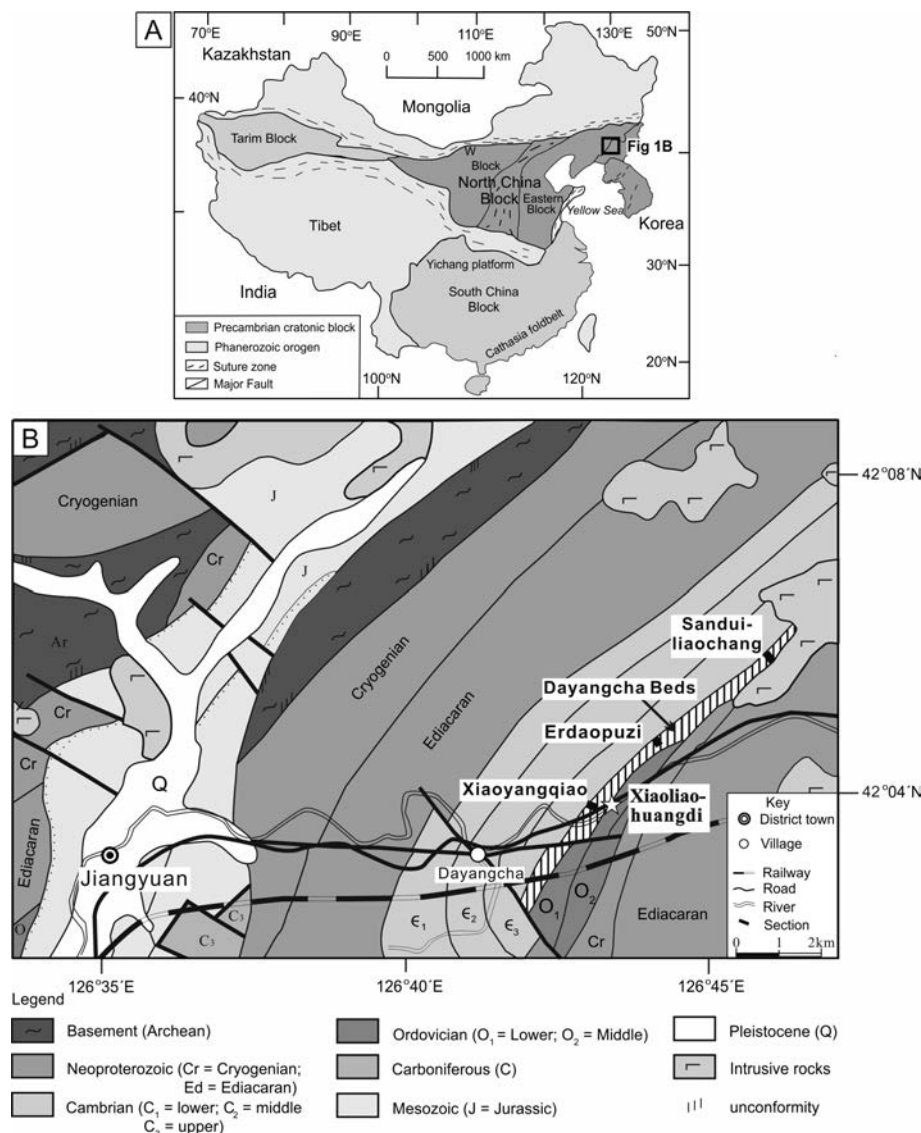 A
70°E
90°E
110°E
130°E
50°N
Kazakhstan
0 500 1000 km
40°N
Mongolia
Tarim Block
W
Block
Fig 1B
North China
Block
Eastern
Block
Yellow Sea
Korea
Tibet
Yichang platform
30°N
India
South China
Block
Cathasia foldbelt
Precambrian cratonic block
Phanerozoic orogen
Suture zone
Major Fault
20°N
100°N
120°N
B
42°08´N
Cryogenian
J
Cr
J
Ar
Cryogenian
Sandui-
liaochang
Dayangcha Beds
Ediacaran
Erdaopuzi
Cr
Cr
Q
Xiaoyangqiao
Xiaoliao-
huangdi
42°04´N
Key
District town
Village
Railway
Road
River
Section
0 1 2km
Ediacaran
Jiangyuan
Dayangcha
O
C3
C3
Є1
Є2
Є3
O1
O2
Cr
Ediacaran
126°35´E
126°40´E
126°45´E
Legend
Basement (Archean)
Ordovician (O1 = Lower; O2 = Middle)
Pleistocene (Q)
Neoproterozoic (Cr = Cryogenian;
Ed = Ediacaran)
Carboniferous (C)
Intrusive rocks
Cambrian (C1 = lower; C2 = middle
C3 = upper)
Mesozoic (J = Jurassic)
unconformity